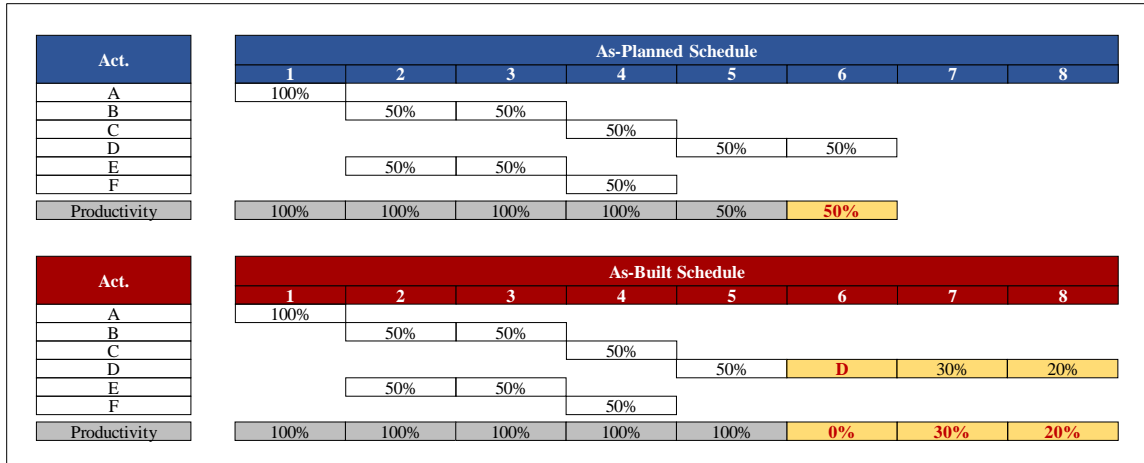 Act. As-Planned Schedule
1 2 3 4 5 6 7 8
A 100%
B 50% 50%
C 50%
D 50% 50%
E 50% 50%
F 50%
Productivity 100% 100% 100% 100% 50% 50%
Act. As-Built Schedule
1 2 3 4 5 6 7 8
A 100%
B 50% 50%
C 50%
D 50% D 30% 20%
E 50% 50%
F 50%
Productivity 100% 100% 100% 100% 100% 0% 30% 20%